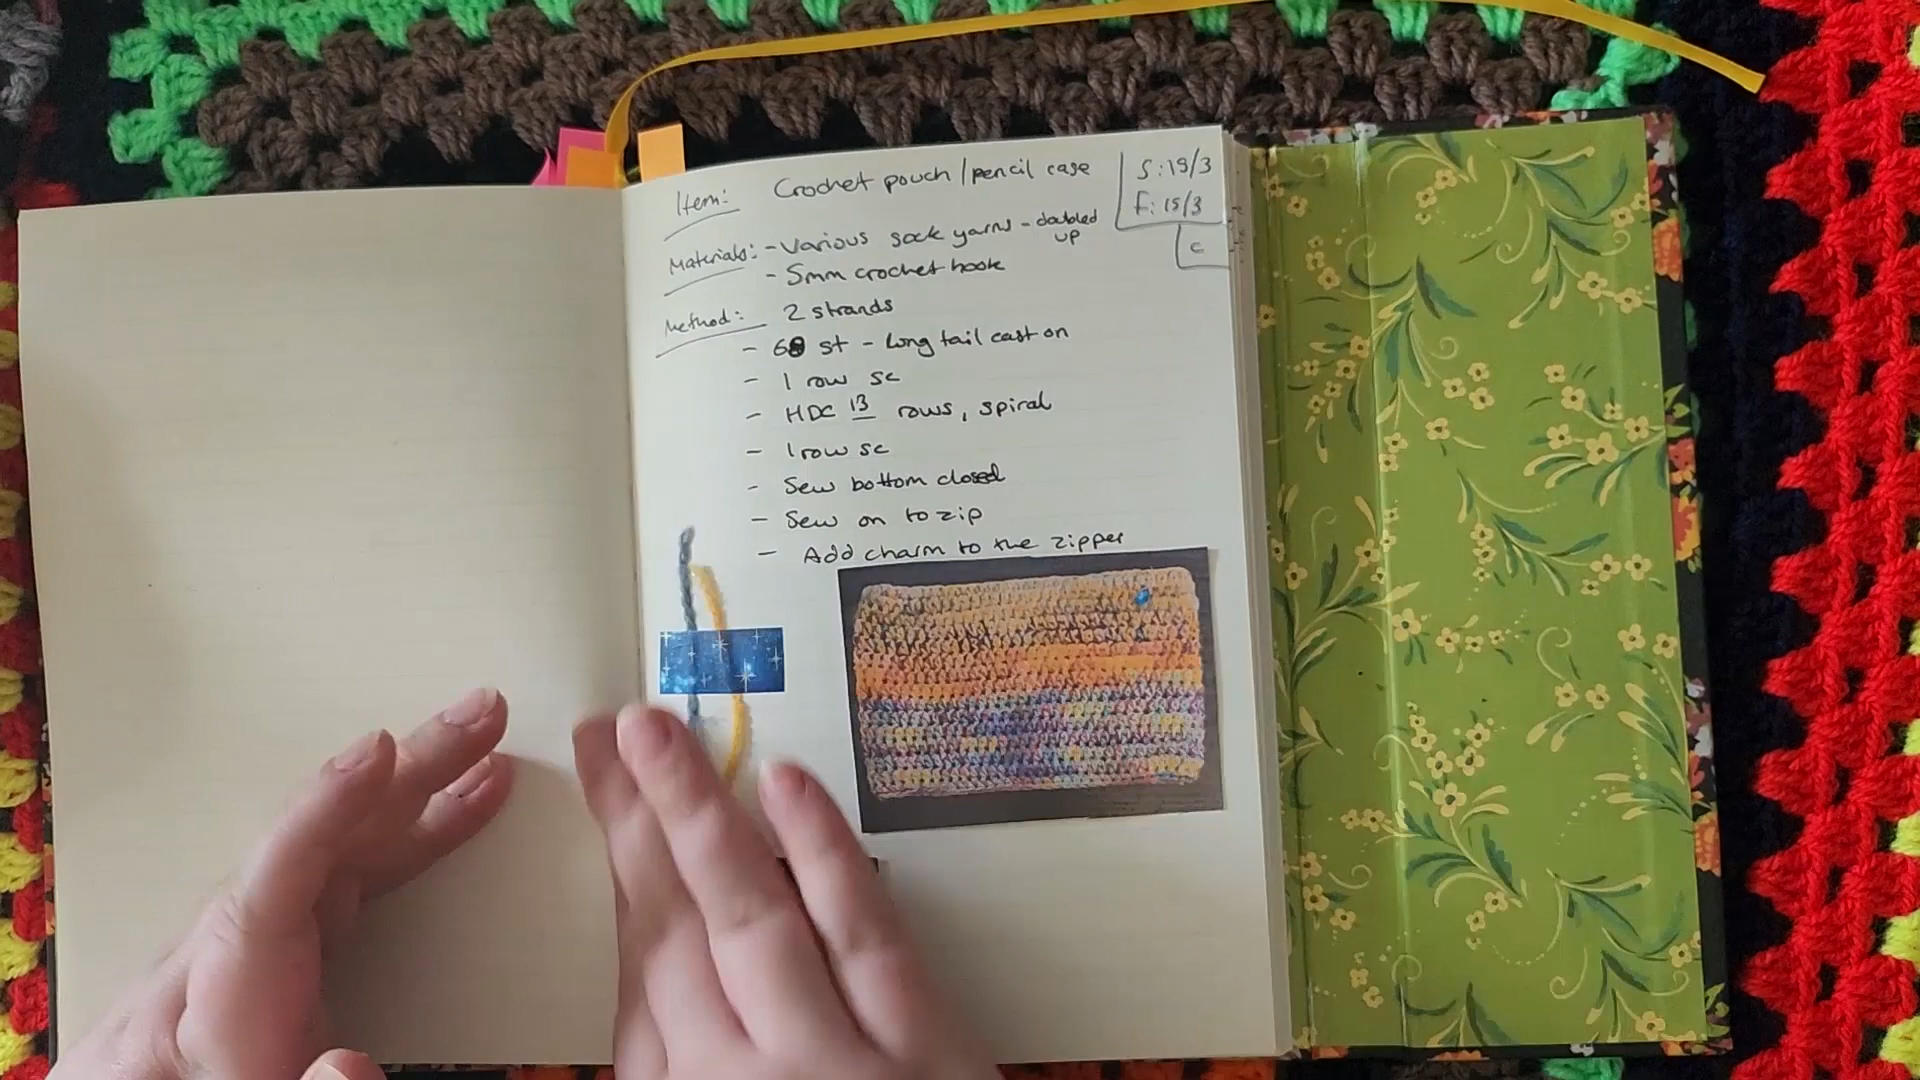 Item: Crochet pouch/pencil case
S: 15/3
F: 15/3
c
Materials: - Various sock yarns - doubled up
- 5mm crochet hook
Method: 2 strands
- 68 st - Long tail cast on
- 1 row sc
- HDC 13 rows, spiral
- 1 row sc
- Sew bottom closed
- Sew on to zip
- Add charm to the zipper